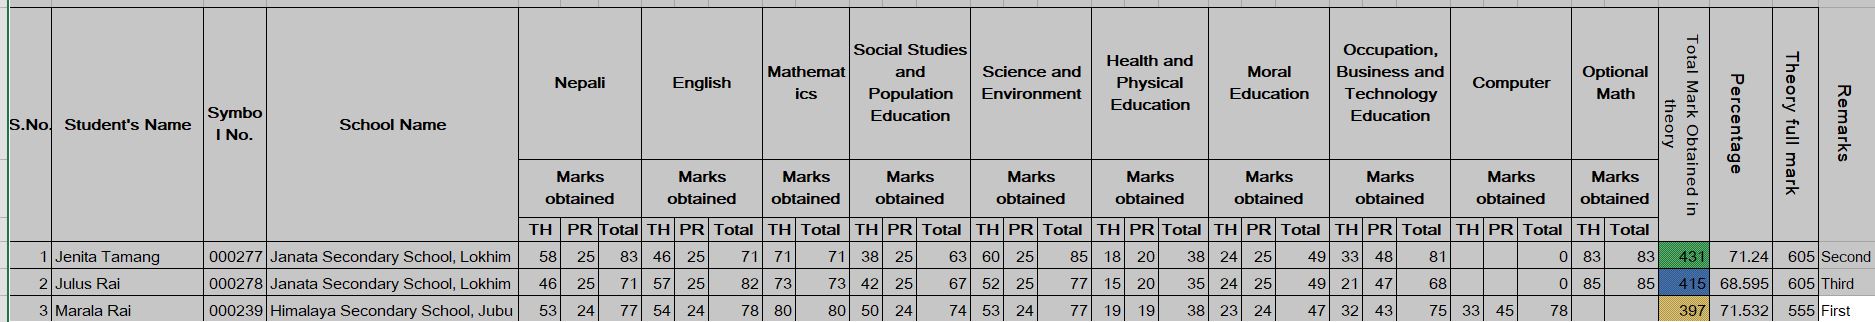 S.No. Student's Name Symbol No. School Name Nepali English Mathematics Social Studies and Population Education Science and Environment Health and Physical Education Moral Education Occupation, Business and Technology Education Computer Optional Math Total Mark Obtained in theory Percentage Theory full mark Remarks
Marks obtained Marks obtained Marks obtained Marks obtained Marks obtained Marks obtained Marks obtained Marks obtained Marks obtained Marks obtained
TH PR Total TH PR Total TH Total TH PR Total TH PR Total TH PR Total TH PR Total TH PR Total TH PR Total TH Total
1 Jenita Tamang 000277 Janata Secondary School, Lokhim 58 25 83 46 25 71 71 71 38 25 63 60 25 85 18 20 38 24 25 49 33 48 81 0 83 83 431 71.24 605 Second
2 Julus Rai 000278 Janata Secondary School, Lokhim 46 25 71 57 25 82 73 73 42 25 67 52 25 77 15 20 35 24 25 49 21 47 68 0 85 85 415 68.595 605 Third
3 Marala Rai 000239 Himalaya Secondary School, Jubu 53 24 77 54 24 78 80 80 50 24 74 53 24 77 19 19 38 23 24 47 32 43 75 33 45 78 397 71.532 555 First